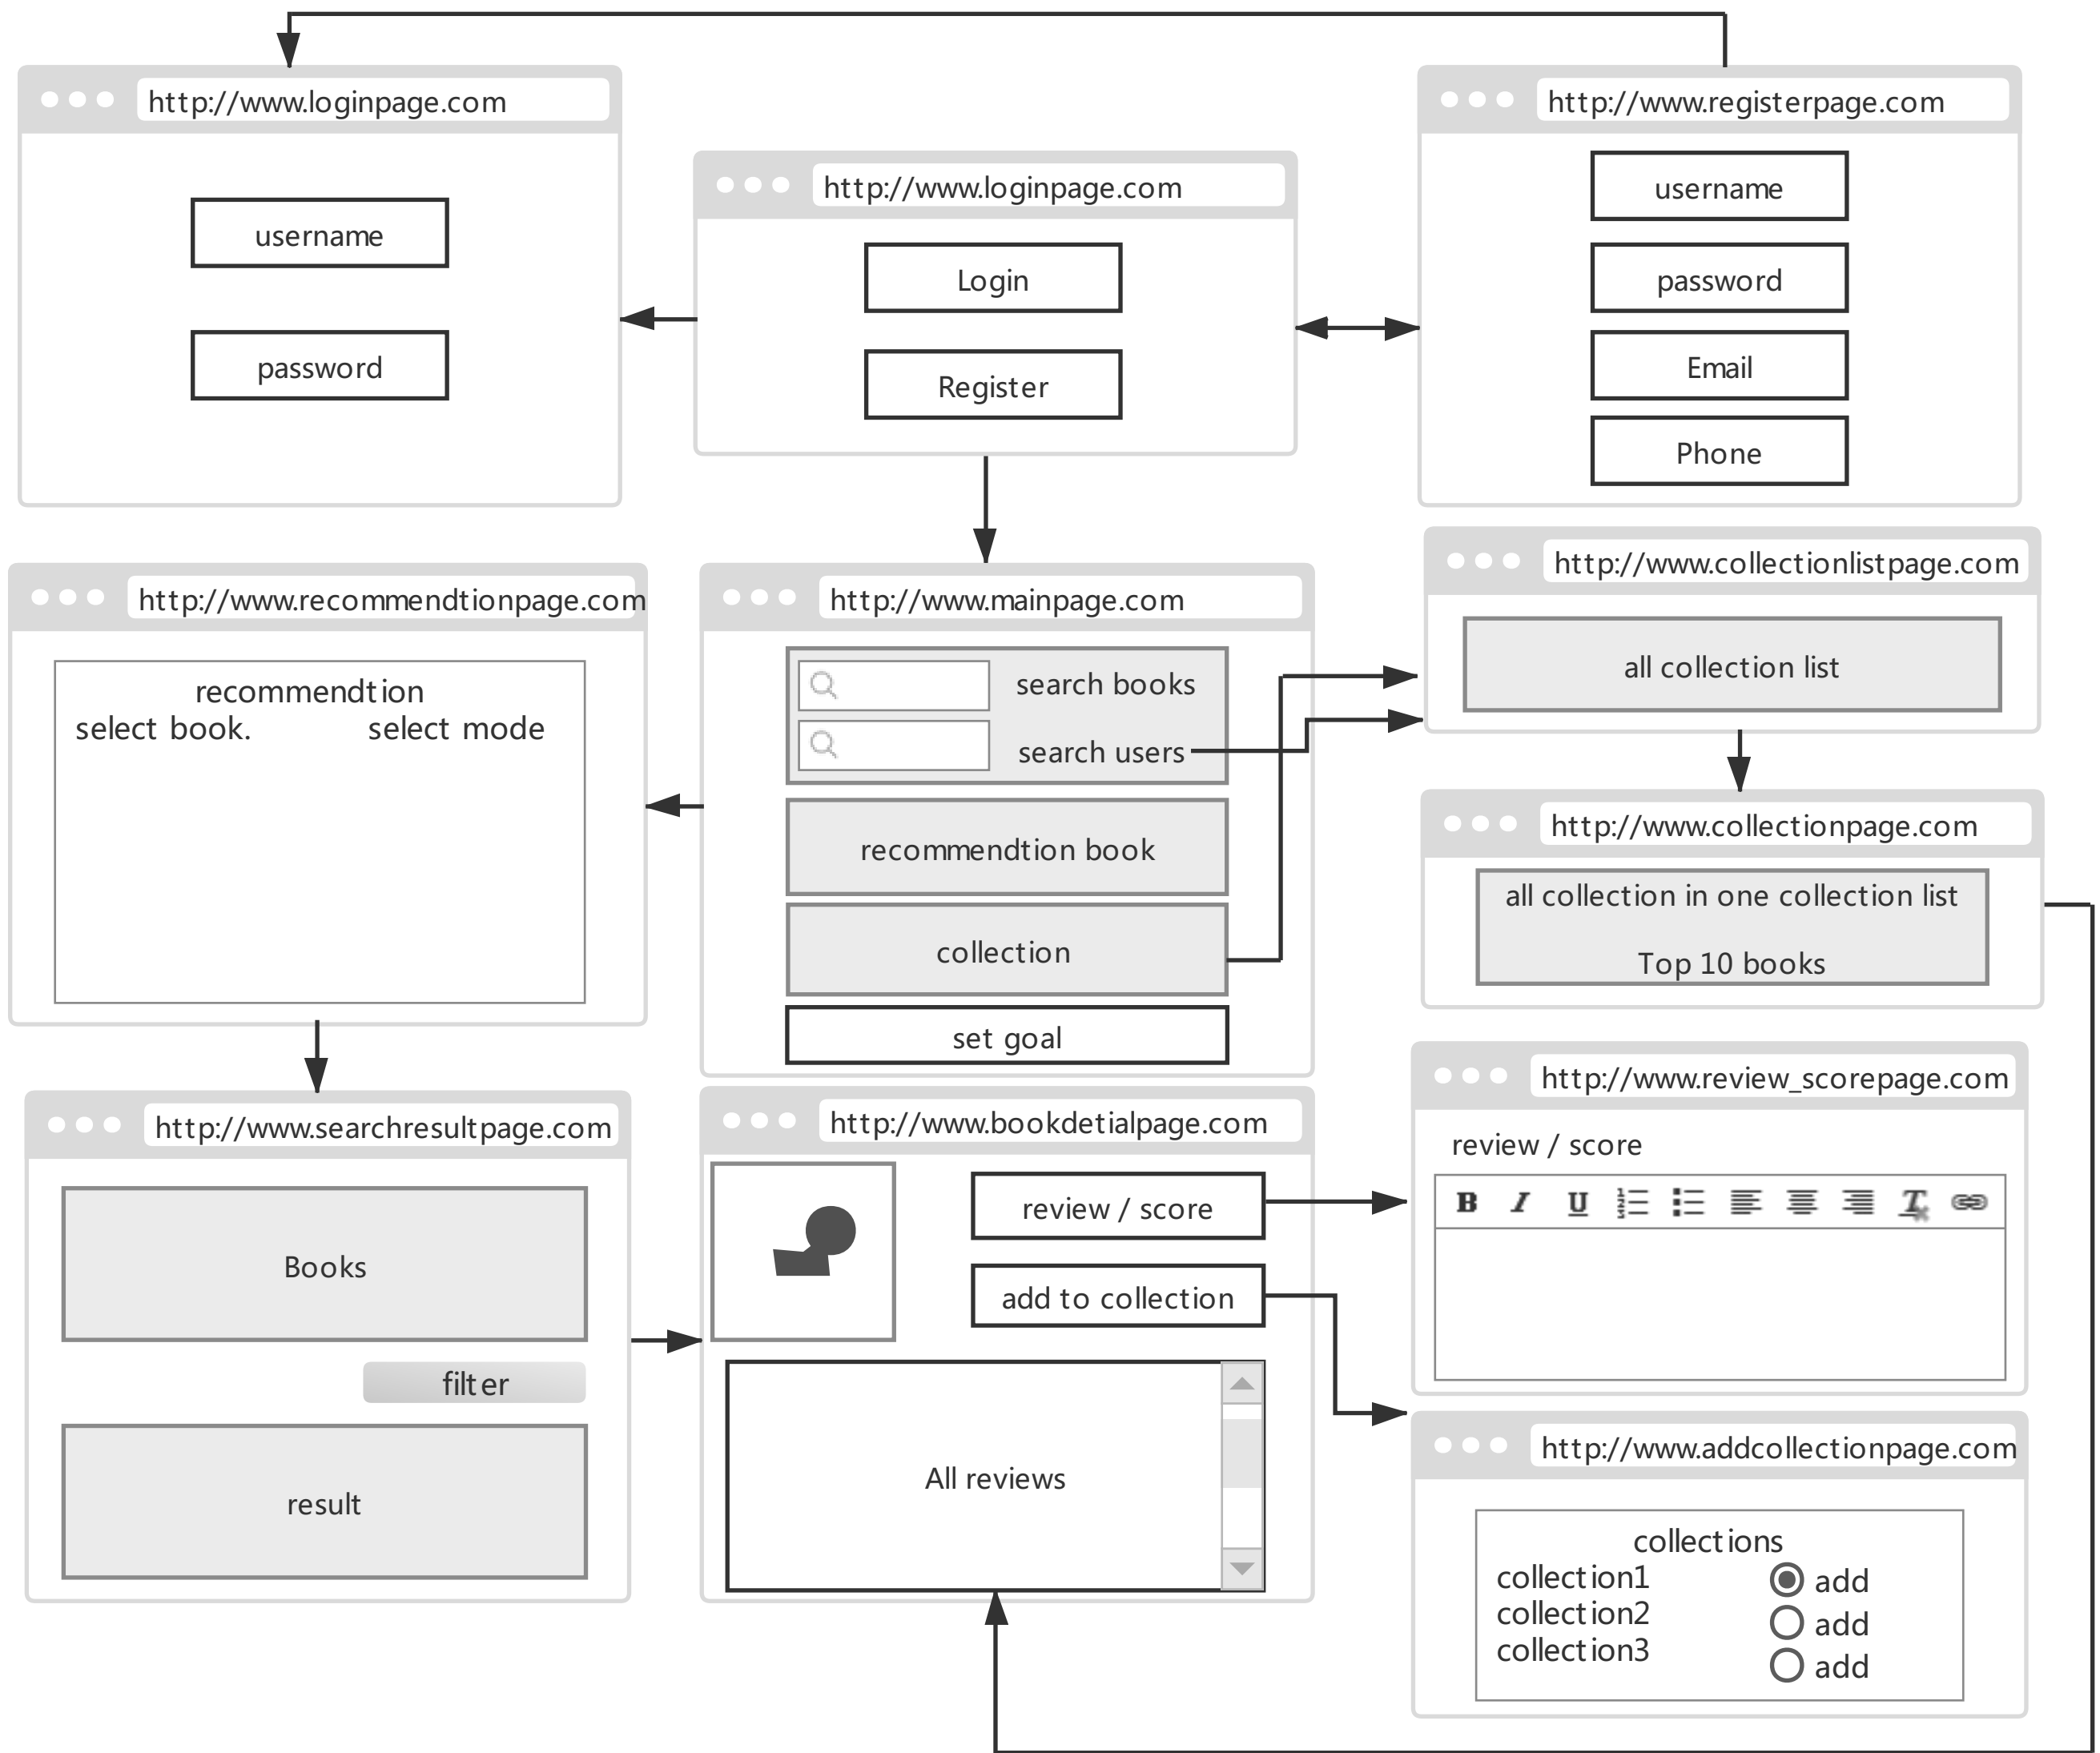 http://www.loginpage.com
username
password
http://www.loginpage.com
Login
Register
http://www.registerpage.com
username
password
Email
Phone
http://www.recommendtionpage.com
recommendtion
select book. select mode
http://www.mainpage.com
search books
search users
recommendtion book
collection
set goal
http://www.collectionlistpage.com
all collection list
http://www.collectionpage.com
all collection in one collection list
Top 10 books
http://www.searchresultpage.com
Books
filter
result
http://www.bookdetialpage.com
review / score
add to collection
All reviews
http://www.review_scorepage.com
review / score
B I U
http://www.addcollectionpage.com
collections
collection1 add
collection2 add
collection3 add